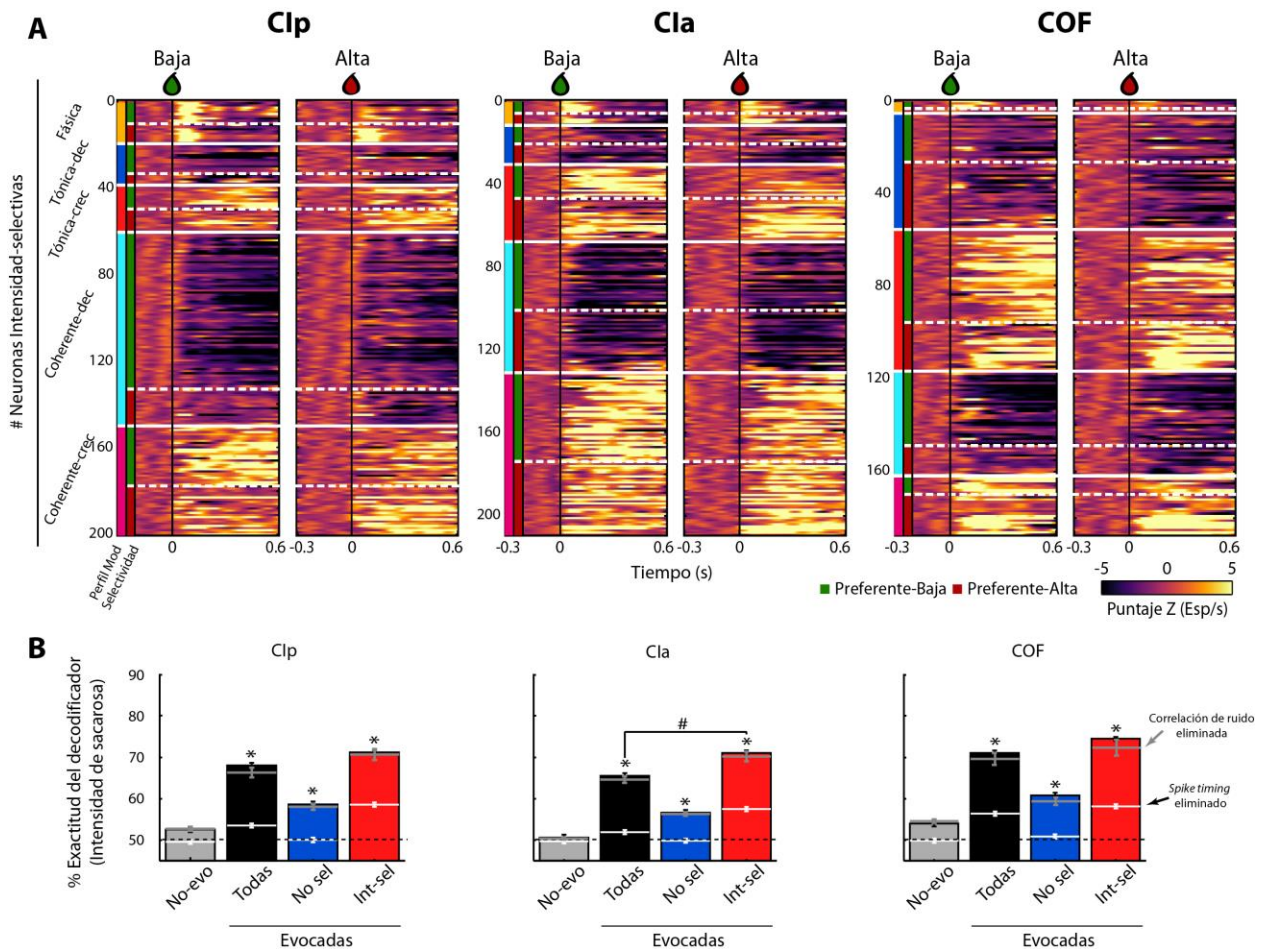 A
CIp
CIa
COF
Baja
Alta
Baja
Alta
Baja
Alta
# Neuronas Intensidad-selectivas
Fásica
Tónica-dec
Tónica-crec
Coherente-dec
Coherente-crec
0
40
80
120
160
200
0
40
80
120
160
200
0
40
80
120
160
Perfil Mod
Selectividad
0
0.6
-0.3
0
0.6
-0.3
0
0.6
-0.3
0
0.6
-0.3
0
0.6
-0.3
0
0.6
Tiempo (s)
Preferente-Baja
Preferente-Alta
-5
0
5
Puntaje Z (Esp/s)
B
CIp
CIa
COF
% Exactitud del decodificador
(Intensidad de sacarosa)
90
80
70
60
50
*
*
*
#
*
*
*
*
*
*
Correlación de ruido
eliminada
Spike timing
eliminado
No-evo
Todas
No sel
Int-sel
No-evo
Todas
No sel
Int-sel
No-evo
Todas
No sel
Int-sel
Evocadas
Evocadas
Evocadas